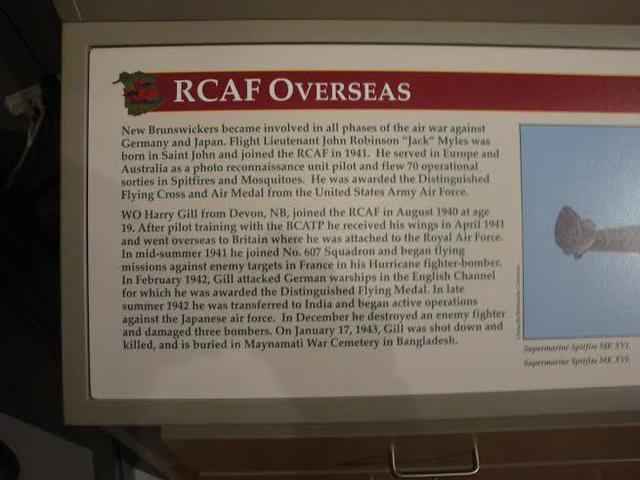 RCAF OVERSEAS
New Brunswickers became involved in all phases of the air war against
Germany and Japan. Flight Lieutenant John Robinson "Jack" Myles was
born in Saint John and joined the RCAF in 1941. He served in Europe and
Australia as a photo reconnaissance unit pilot and flew 70 operational
sorties in Spitfires and Mosquitoes. He was awarded the Distinguished
Flying Cross and Air Medal from the United States Army Air Force.
WO Harry Gill from Devon, NB, joined the RCAF in August 1940 at age
19. After pilot training with the BCATP he received his wings in April 1941
and went overseas to Britain where he was attached to the Royal Air Force.
In mid-summer 1941 he joined No. 607 Squadron and began flying
missions against enemy targets in France in his Hurricane fighter-bomber.
In February 1942, Gill attacked German warships in the English Channel
for which he was awarded the Distinguished Flying Medal. In late
summer 1942 he was transferred to India and began active operations
against the Japanese air force. In December he destroyed an enemy fighter
and damaged three bombers. On January 17, 1943, Gill was shot down and
killed, and is buried in Maynamati War Cemetery in Bangladesh.
Supermarine Spitfire MK XVI.
Supermarine Spitfire MK XVI.